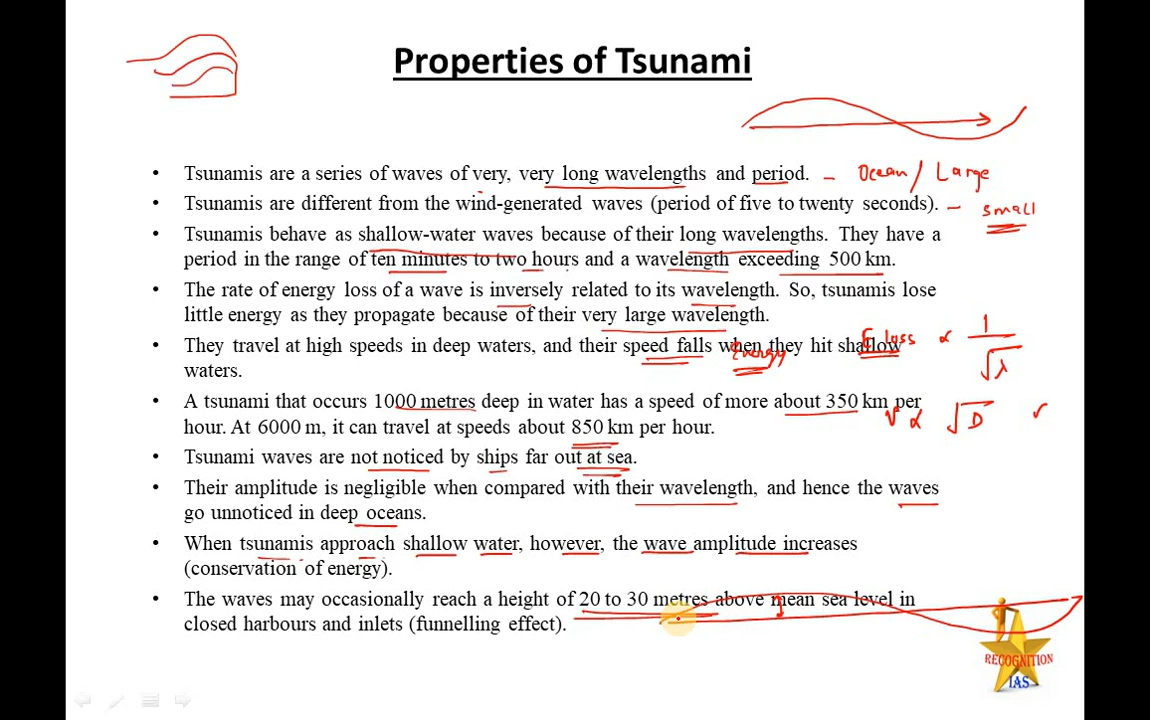 Properties of Tsunami
• Tsunamis are a series of waves of very, very long wavelengths and period. – Ocean / Large
• Tsunamis are different from the wind-generated waves (period of five to twenty seconds). – small
• Tsunamis behave as shallow-water waves because of their long wavelengths. They have a
period in the range of ten minutes to two hours and a wavelength exceeding 500 km.
• The rate of energy loss of a wave is inversely related to its wavelength. So, tsunamis lose
little energy as they propagate because of their very large wavelength.
• They travel at high speeds in deep waters, and their speed falls when they hit shallow
waters.
Energy
E loss ∝ 1/√λ
• A tsunami that occurs 1000 metres deep in water has a speed of more about 350 km per
hour. At 6000 m, it can travel at speeds about 850 km per hour.
V ∝ √D
• Tsunami waves are not noticed by ships far out at sea.
• Their amplitude is negligible when compared with their wavelength, and hence the waves
go unnoticed in deep oceans.
• When tsunamis approach shallow water, however, the wave amplitude increases
(conservation of energy).
• The waves may occasionally reach a height of 20 to 30 metres above mean sea level in
closed harbours and inlets (funnelling effect).
RECOGNITION
IAS